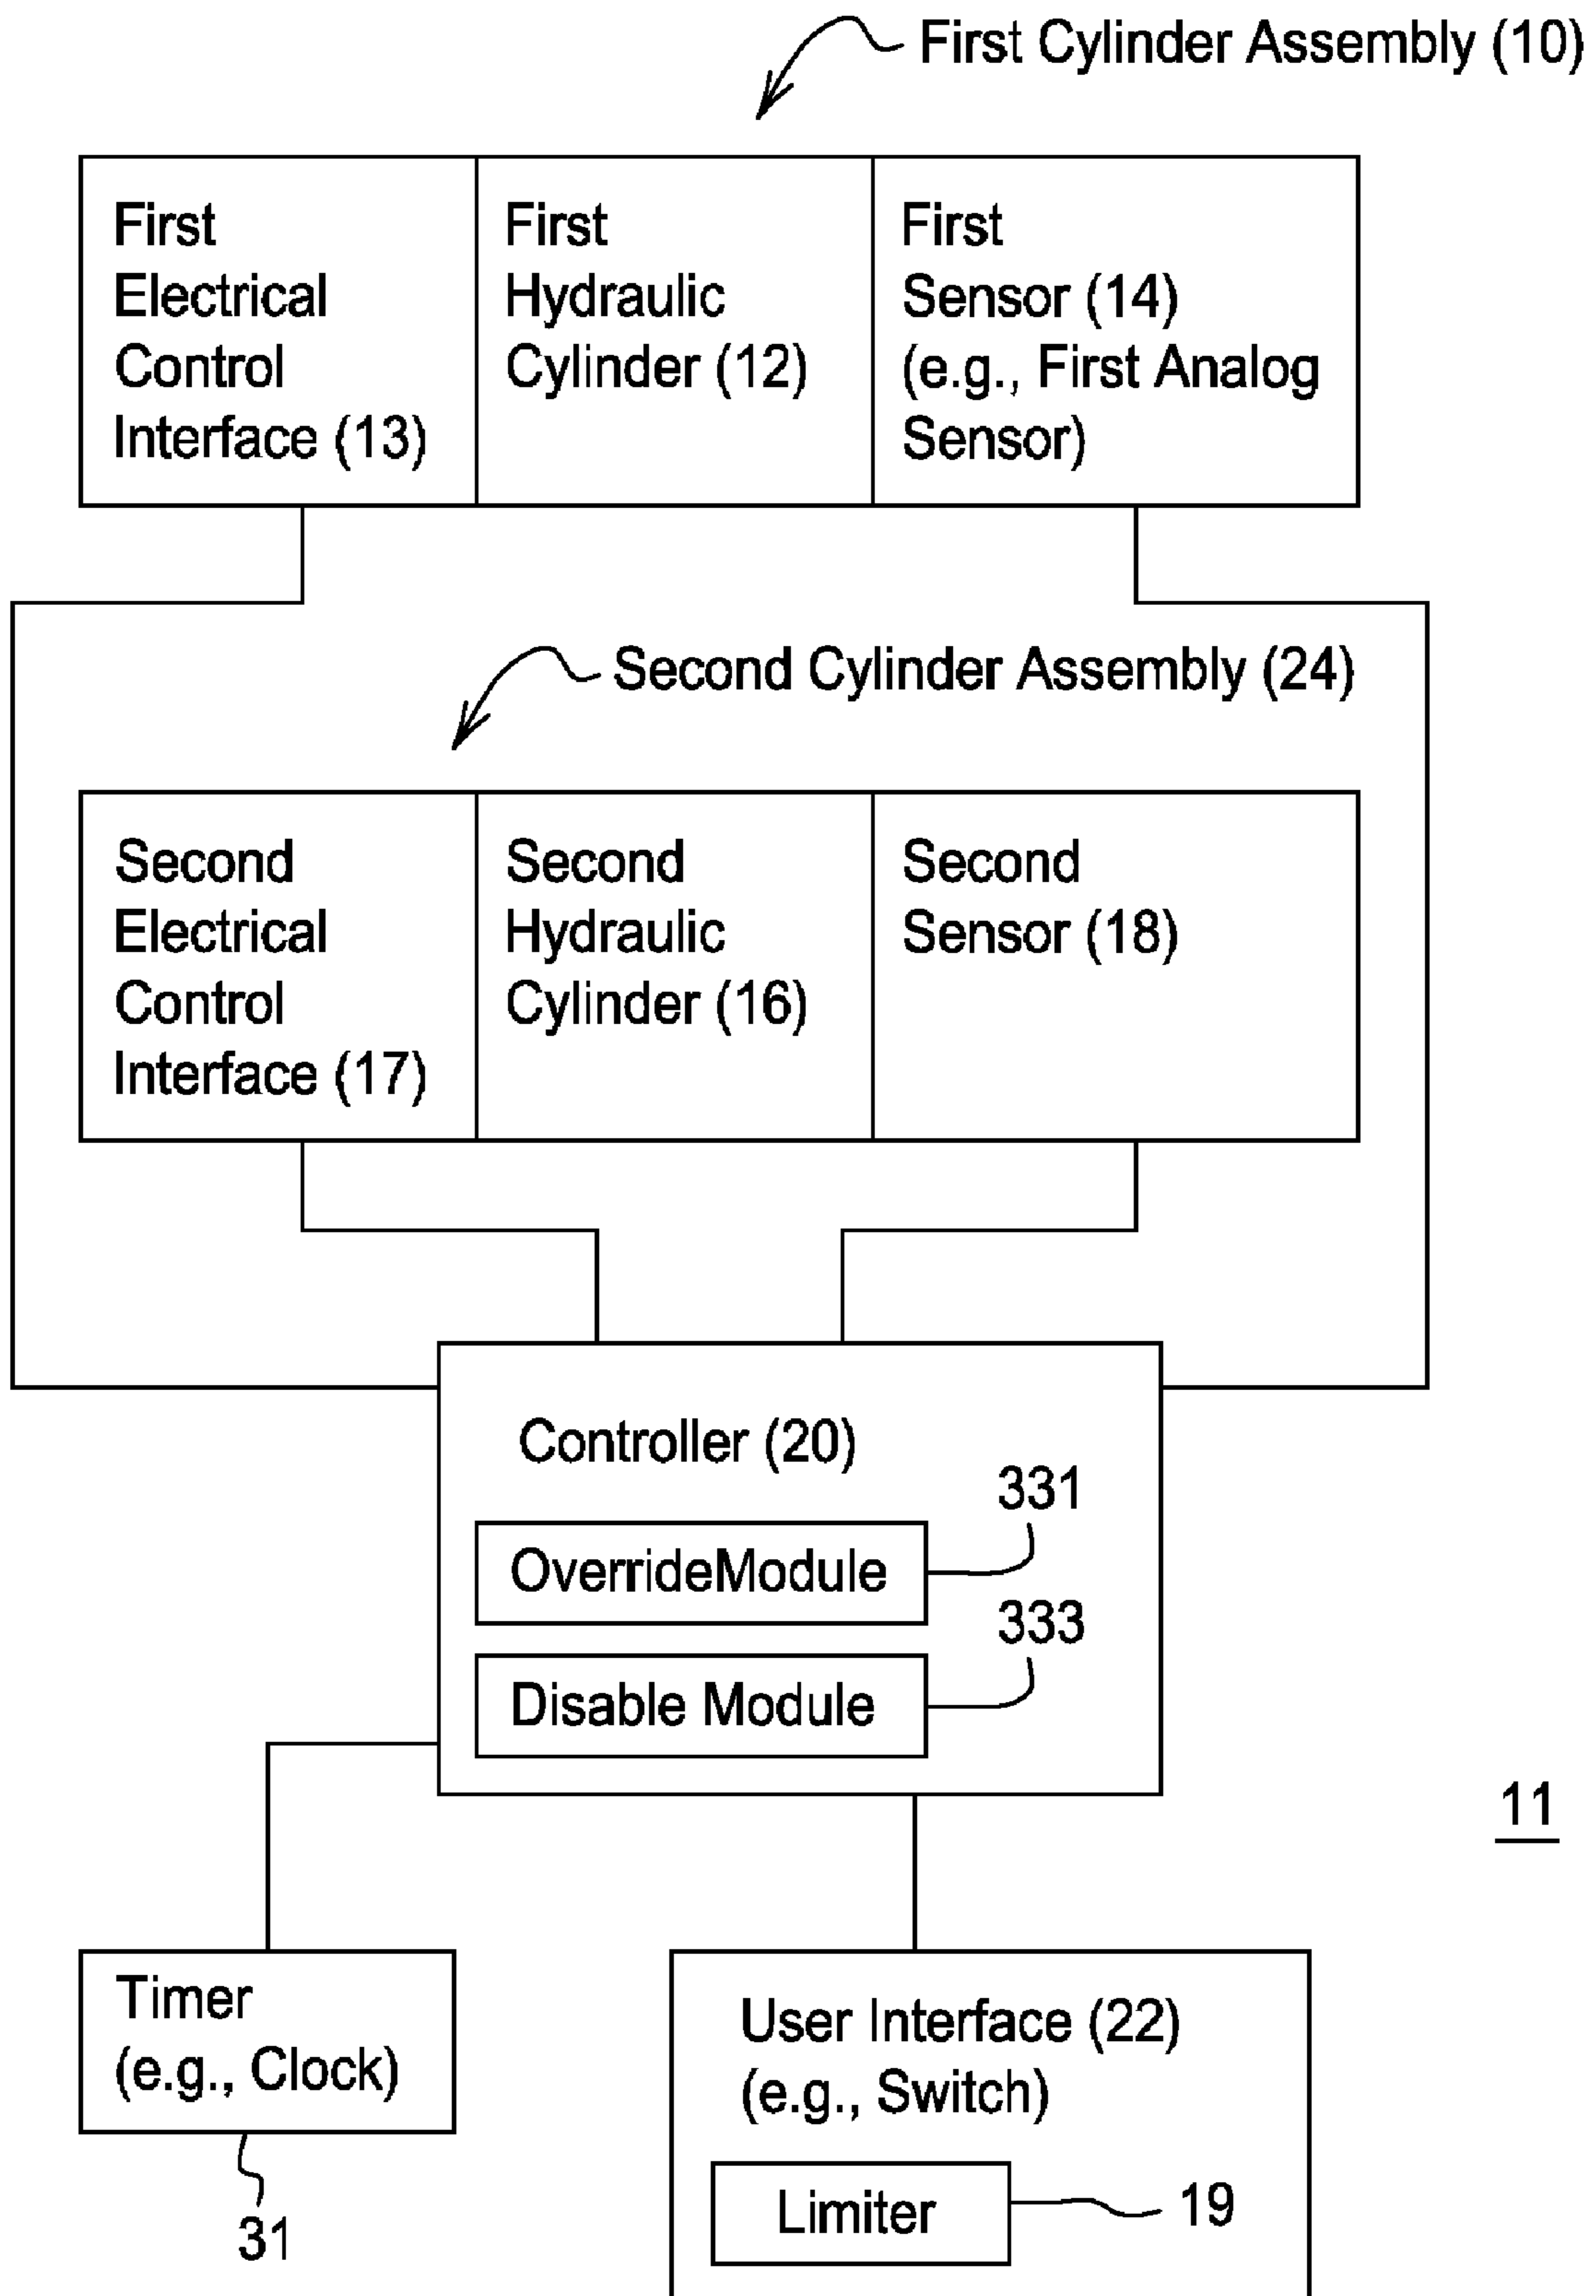 First Cylinder Assembly (10)
First
Electrical
Control
Interface (13)
First
Hydraulic
Cylinder (12)
First
Sensor (14)
(e.g., First Analog
Sensor)
Second Cylinder Assembly (24)
Second
Electrical
Control
Interface (17)
Second
Hydraulic
Cylinder (16)
Second
Sensor (18)
Controller (20)
331
OverrideModule
333
Disable Module
11
Timer
(e.g., Clock)
31
User Interface (22)
(e.g., Switch)
Limiter
19